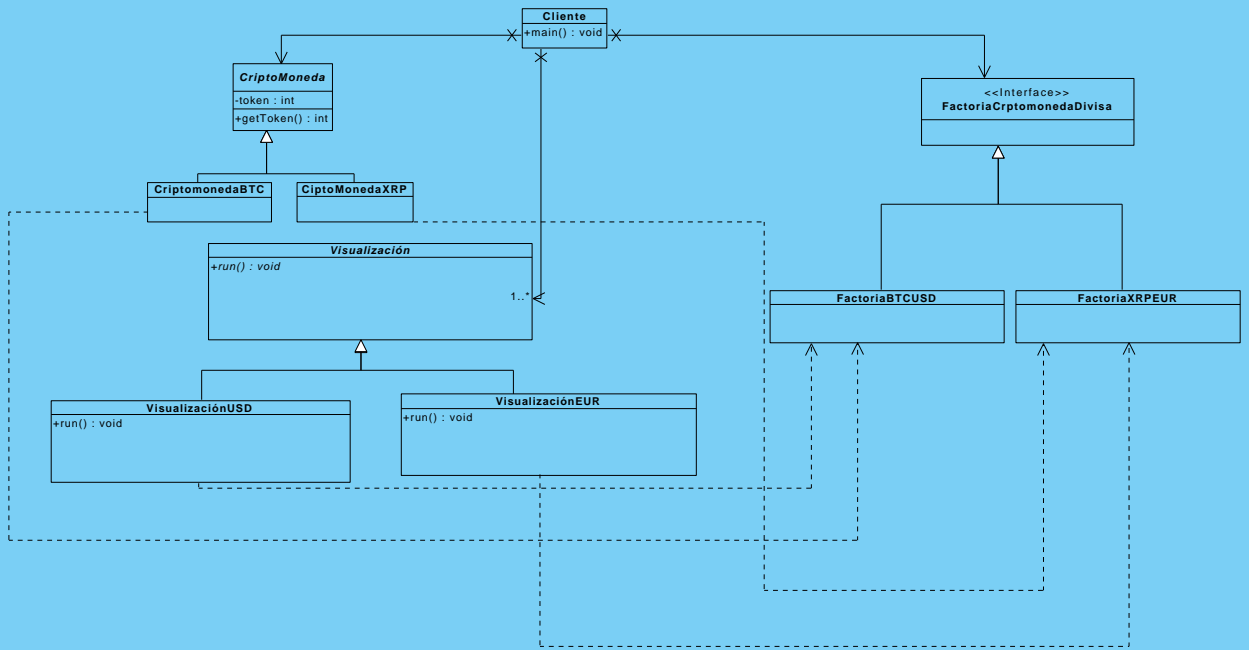 Cliente
+main() : void
CriptoMoneda
-token : int
+getToken() : int
<<Interface>>
FactoriaCrptomonedaDivisa
CriptomonedaBTC
CiptoMonedaXRP
Visualización
+run() : void
1..*
FactoriaBTCUSD
FactoriaXRPEUR
VisualizaciónUSD
+run() : void
VisualizaciónEUR
+run() : void